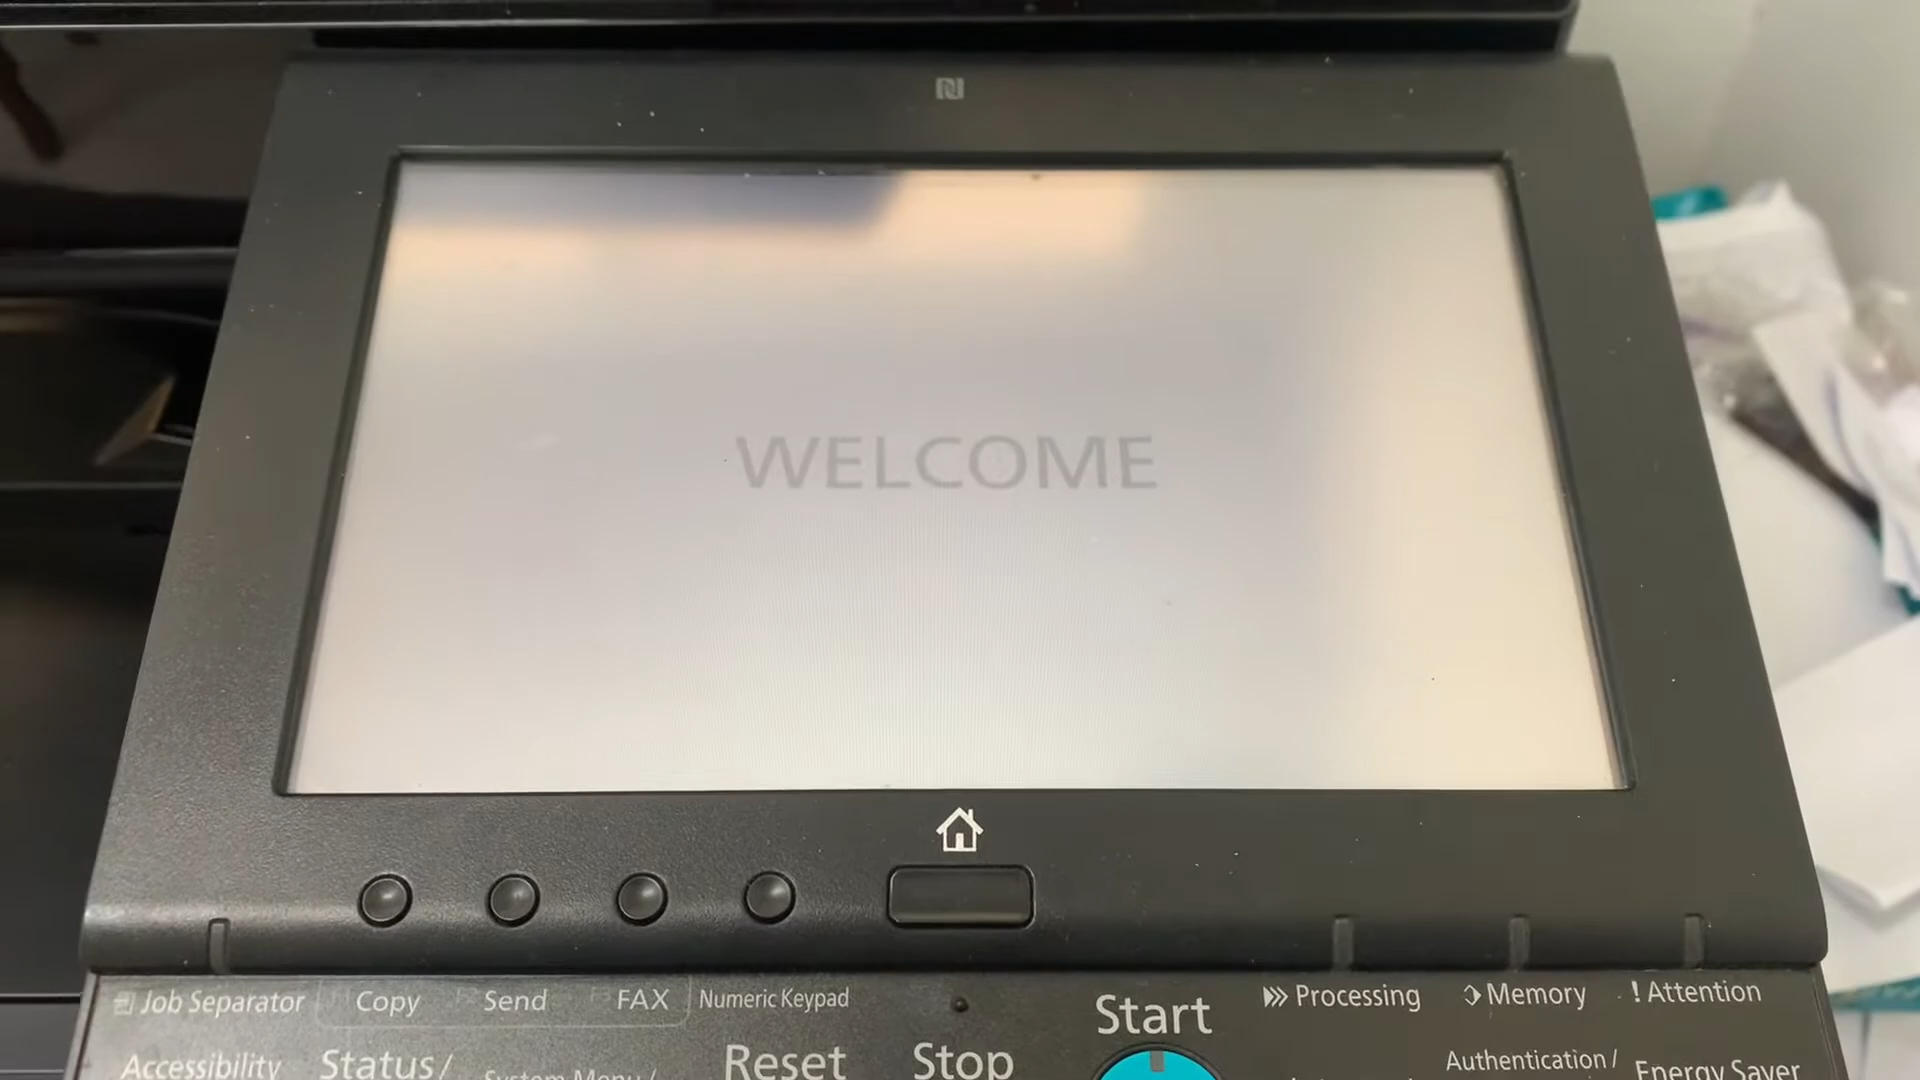 WELCOME
Job Separator Copy Send FAX Numeric Keypad Start Processing Memory ! Attention
Accessibility Status/ System Menu/ Reset Stop Authentication/ Energy Saver